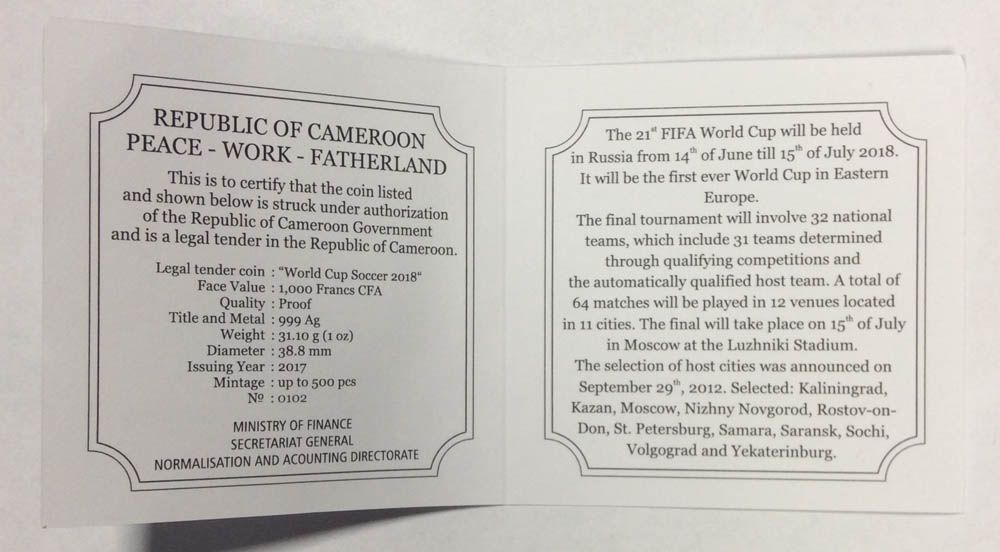 REPUBLIC OF CAMEROON
PEACE - WORK - FATHERLAND
This is to certify that the coin listed
and shown below is struck under authorization
of the Republic of Cameroon Government
and is a legal tender in the Republic of Cameroon.
Legal tender coin : "World Cup Soccer 2018"
Face Value : 1,000 Francs CFA
Quality : Proof
Title and Metal : 999 Ag
Weight : 31.10 g (1 oz)
Diameter : 38.8 mm
Issuing Year : 2017
Mintage : up to 500 pcs
Nº : 0102
MINISTRY OF FINANCE
SECRETARIAT GENERAL
NORMALISATION AND ACOUNTING DIRECTORATE
The 21st FIFA World Cup will be held
in Russia from 14th of June till 15th of July 2018.
It will be the first ever World Cup in Eastern
Europe.
The final tournament will involve 32 national
teams, which include 31 teams determined
through qualifying competitions and
the automatically qualified host team. A total of
64 matches will be played in 12 venues located
in 11 cities. The final will take place on 15th of July
in Moscow at the Luzhniki Stadium.
The selection of host cities was announced on
September 29th, 2012. Selected: Kaliningrad,
Kazan, Moscow, Nizhny Novgorod, Rostov-on-
Don, St. Petersburg, Samara, Saransk, Sochi,
Volgograd and Yekaterinburg.